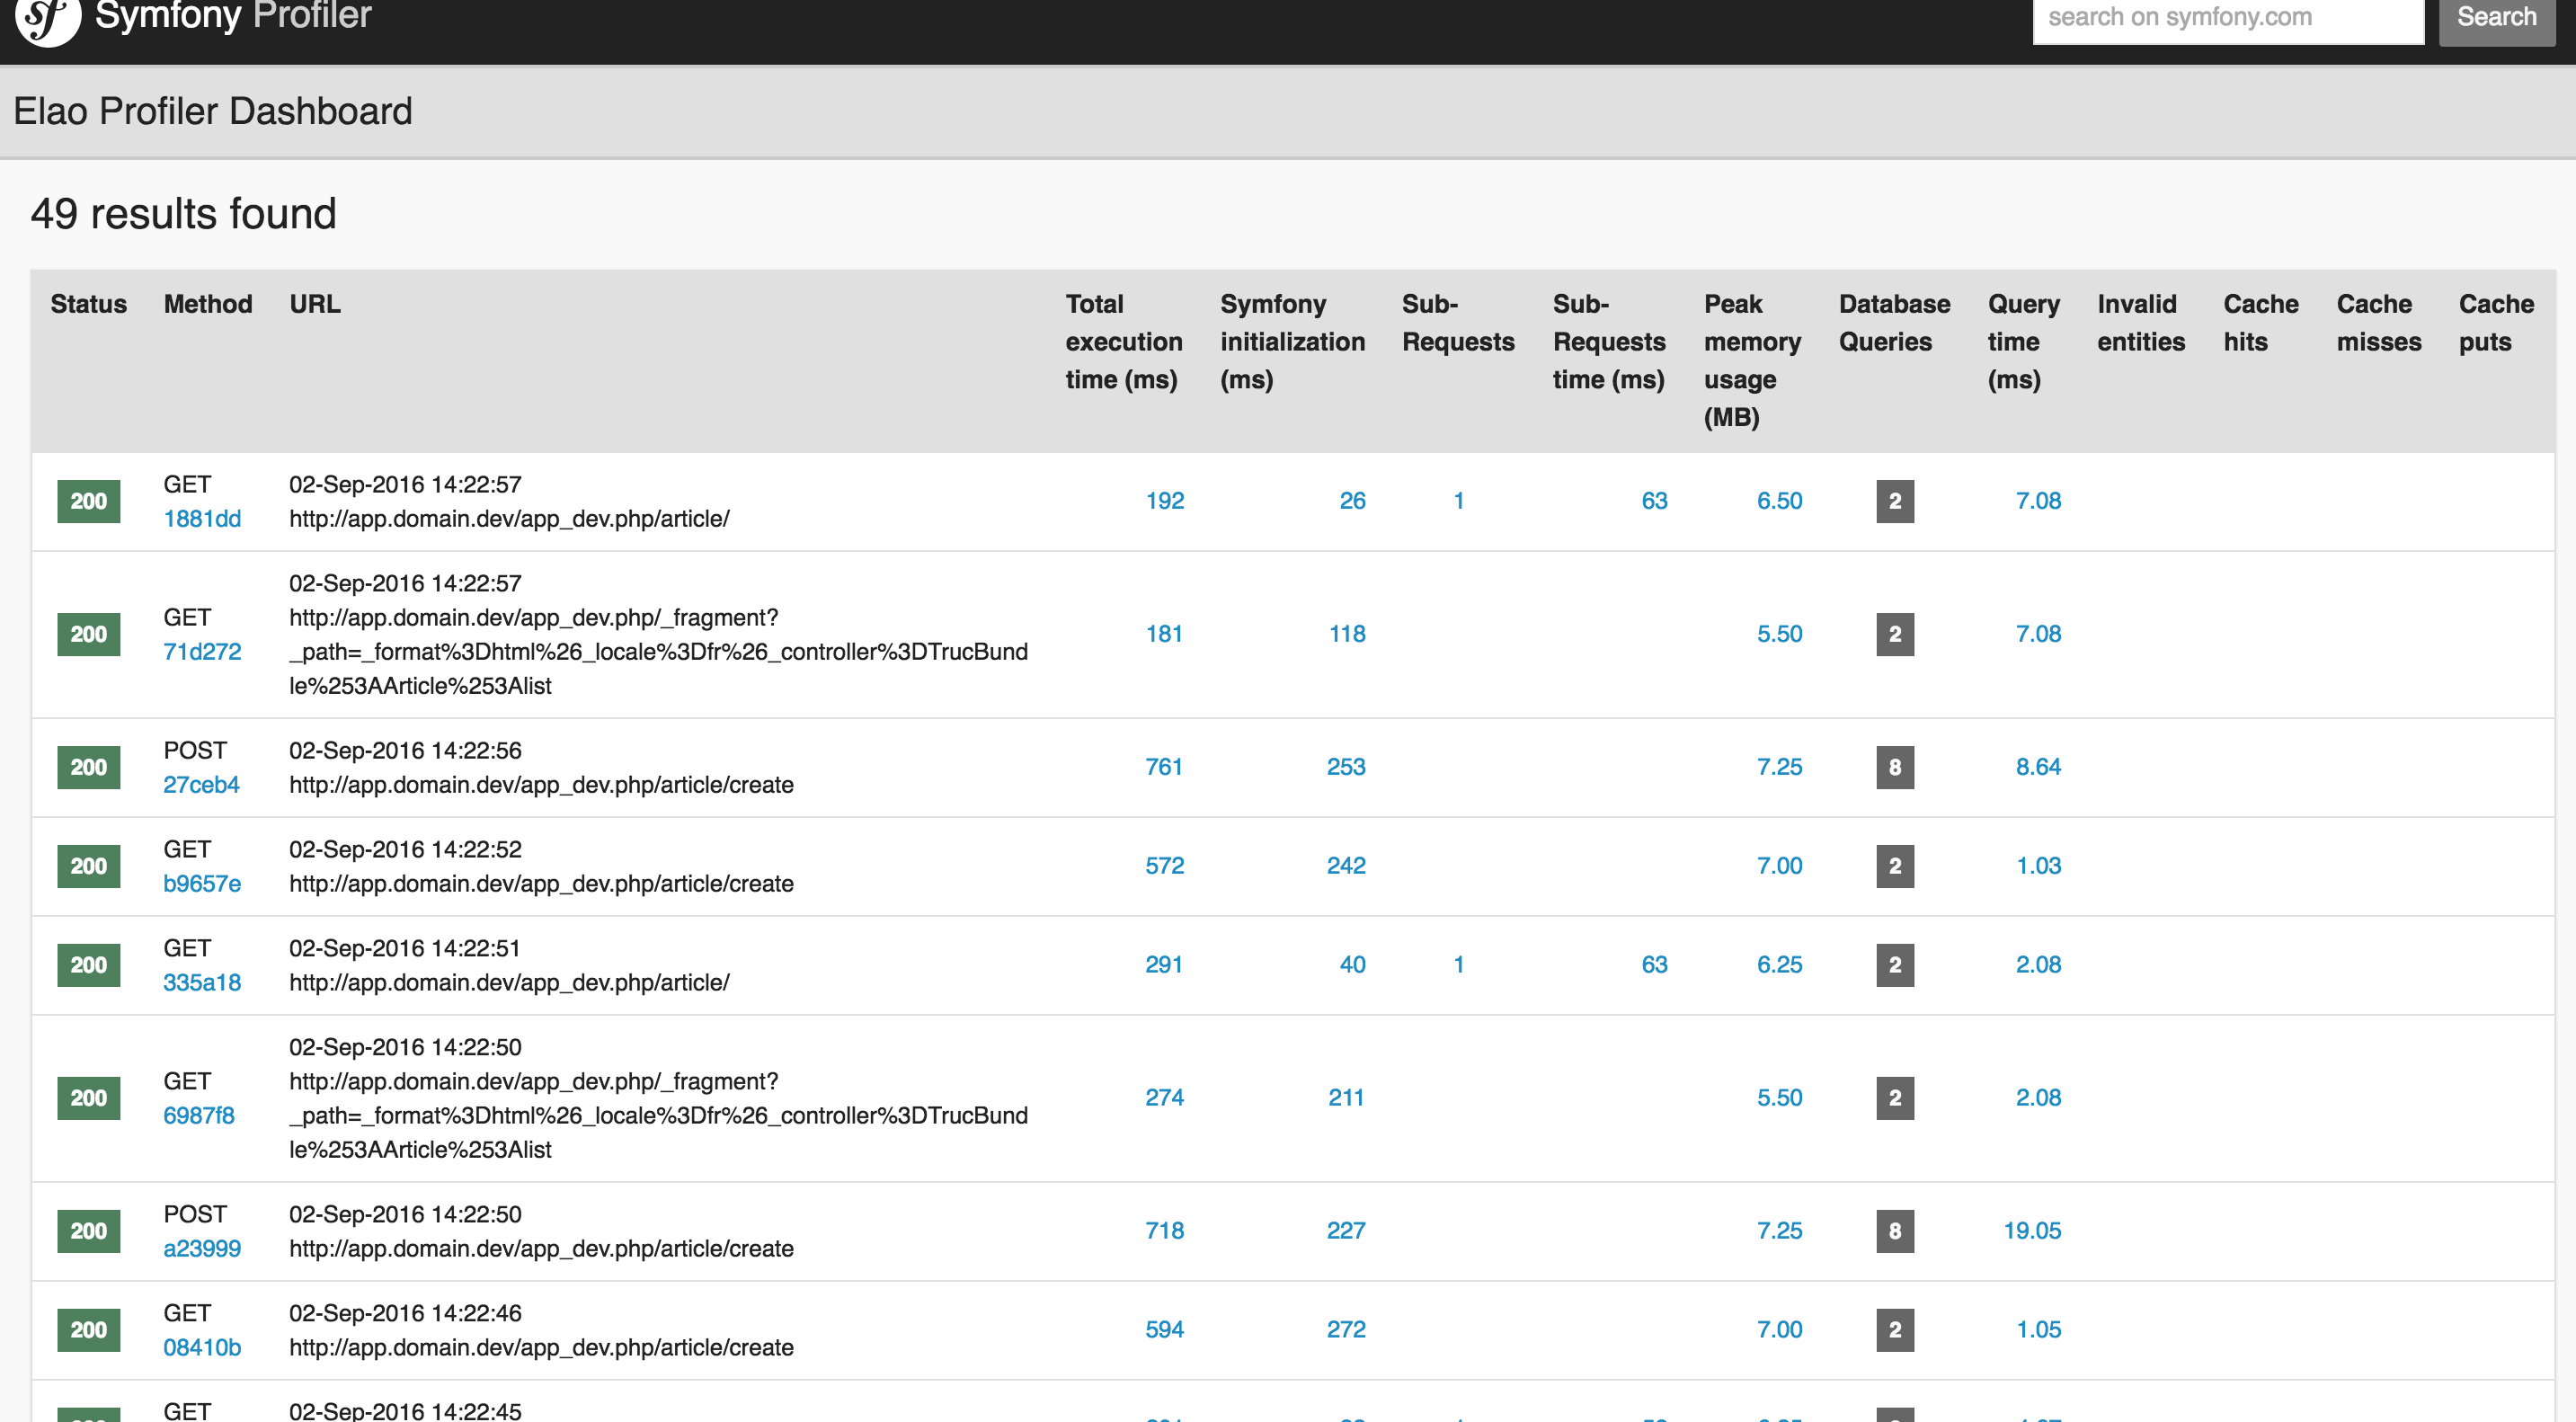 Symfony Profiler
search on symfony.com
Search
Elao Profiler Dashboard
49 results found
Status Method URL Total execution time (ms) Symfony initialization (ms) Sub-Requests Sub-Requests time (ms) Peak memory usage (MB) Database Queries Query time (ms) Invalid entities Cache hits Cache misses Cache puts
GET 02-Sep-2016 14:22:57
200 192 26 1 63 6.50 2 7.08
1881dd http://app.domain.dev/app_dev.php/article/
02-Sep-2016 14:22:57
GET http://app.domain.dev/app_dev.php/_fragment?
200 181 118 5.50 2 7.08
71d272 _path=_format%3Dhtml%26_locale%3Dfr%26_controller%3DTrucBund
le%253AArticle%253Alist
POST 02-Sep-2016 14:22:56
200 761 253 7.25 8 8.64
27ceb4 http://app.domain.dev/app_dev.php/article/create
GET 02-Sep-2016 14:22:52
200 572 242 7.00 2 1.03
b9657e http://app.domain.dev/app_dev.php/article/create
GET 02-Sep-2016 14:22:51
200 291 40 1 63 6.25 2 2.08
335a18 http://app.domain.dev/app_dev.php/article/
02-Sep-2016 14:22:50
GET http://app.domain.dev/app_dev.php/_fragment?
200 274 211 5.50 2 2.08
6987f8 _path=_format%3Dhtml%26_locale%3Dfr%26_controller%3DTrucBund
le%253AArticle%253Alist
POST 02-Sep-2016 14:22:50
200 718 227 7.25 8 19.05
a23999 http://app.domain.dev/app_dev.php/article/create
GET 02-Sep-2016 14:22:46
200 594 272 7.00 2 1.05
08410b http://app.domain.dev/app_dev.php/article/create
GET 02-Sep-2016 14:22:45